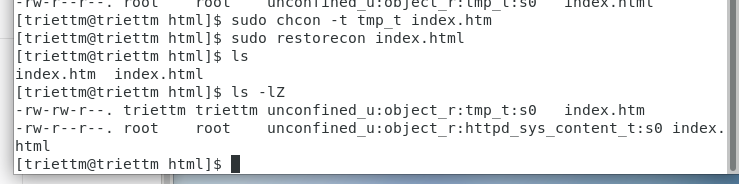 -rw-r--r--. root    root    unconfined_u:object_r:tmp_t:s0   index.html
[triettm@triettm html]$ sudo chcon -t tmp_t index.htm
[triettm@triettm html]$ sudo restorecon index.html
[triettm@triettm html]$ ls
index.htm  index.html
[triettm@triettm html]$ ls -lZ
-rw-rw-r--. triettm triettm unconfined_u:object_r:tmp_t:s0   index.htm
-rw-r--r--. root    root    unconfined_u:object_r:httpd_sys_content_t:s0 index.
html
[triettm@triettm html]$